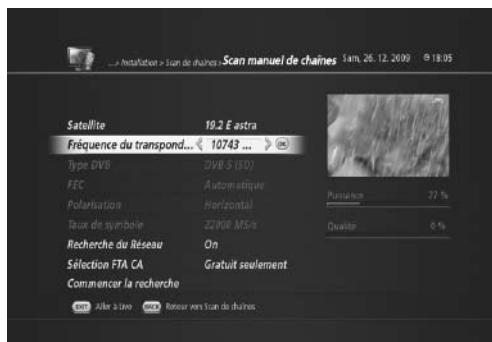 ...> Installation > Scan de chaînes > Scan manuel de chaînes Sam, 26. 12. 2009 18:05
Satellite 19.2 E astra
Fréquence du transpond... 10743 ... OK
Type DVB DVB-S (SD)
FEC Automatique
Polarisation Horizontal
Puissance 77 %
Taux de symbole 22000 MS/s
Qualité 0 %
Recherche du Réseau On
Sélection FTA CA Gratuit seulement
Commencer la recherche
EXIT Aller à Live BACK Retour vers Scan de chaînes